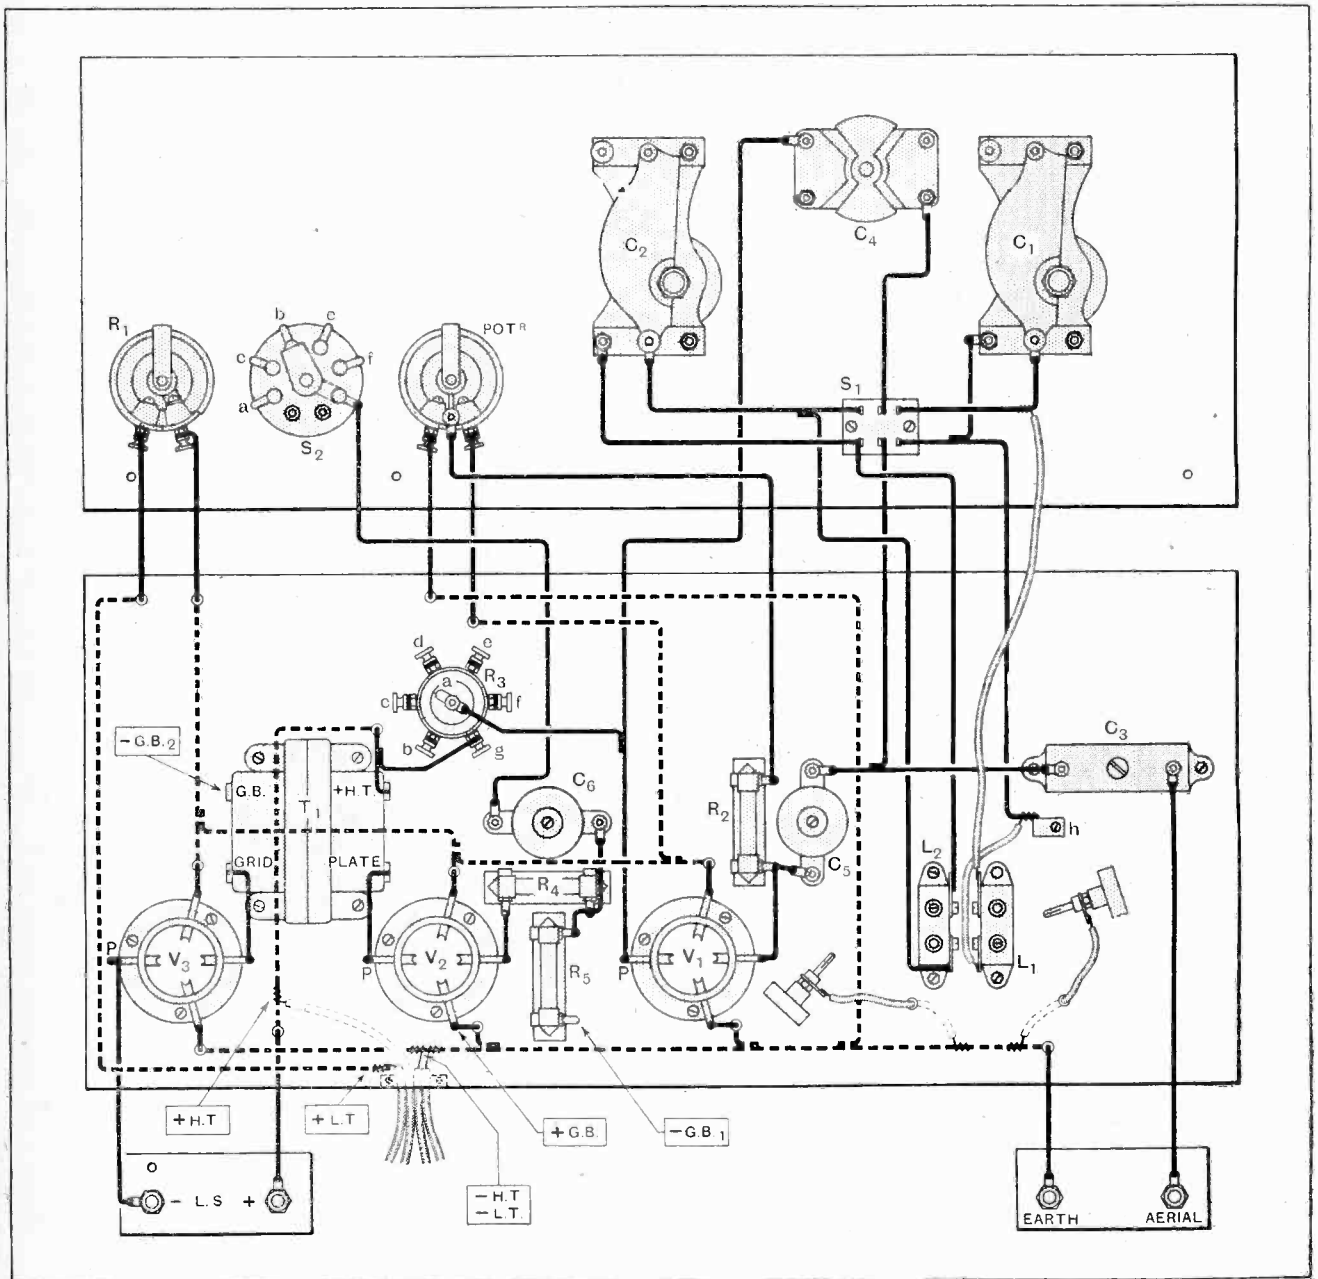 C4
C2
C1
R1
b
e
POTR
c
f
a
S2
S1
d
e
R3
a
c
f
b
g
-G.B.2
C3
G.B.
+H.T
T1
C6
R2
h
GRID
PLATE
L2
C5
R4
P
V3
P
V2
R5
P
V1
L1
+H.T
+L.T
+G.B.
-G.B.1
- L.S +
-H.T
-L.T.
EARTH
AERIAL